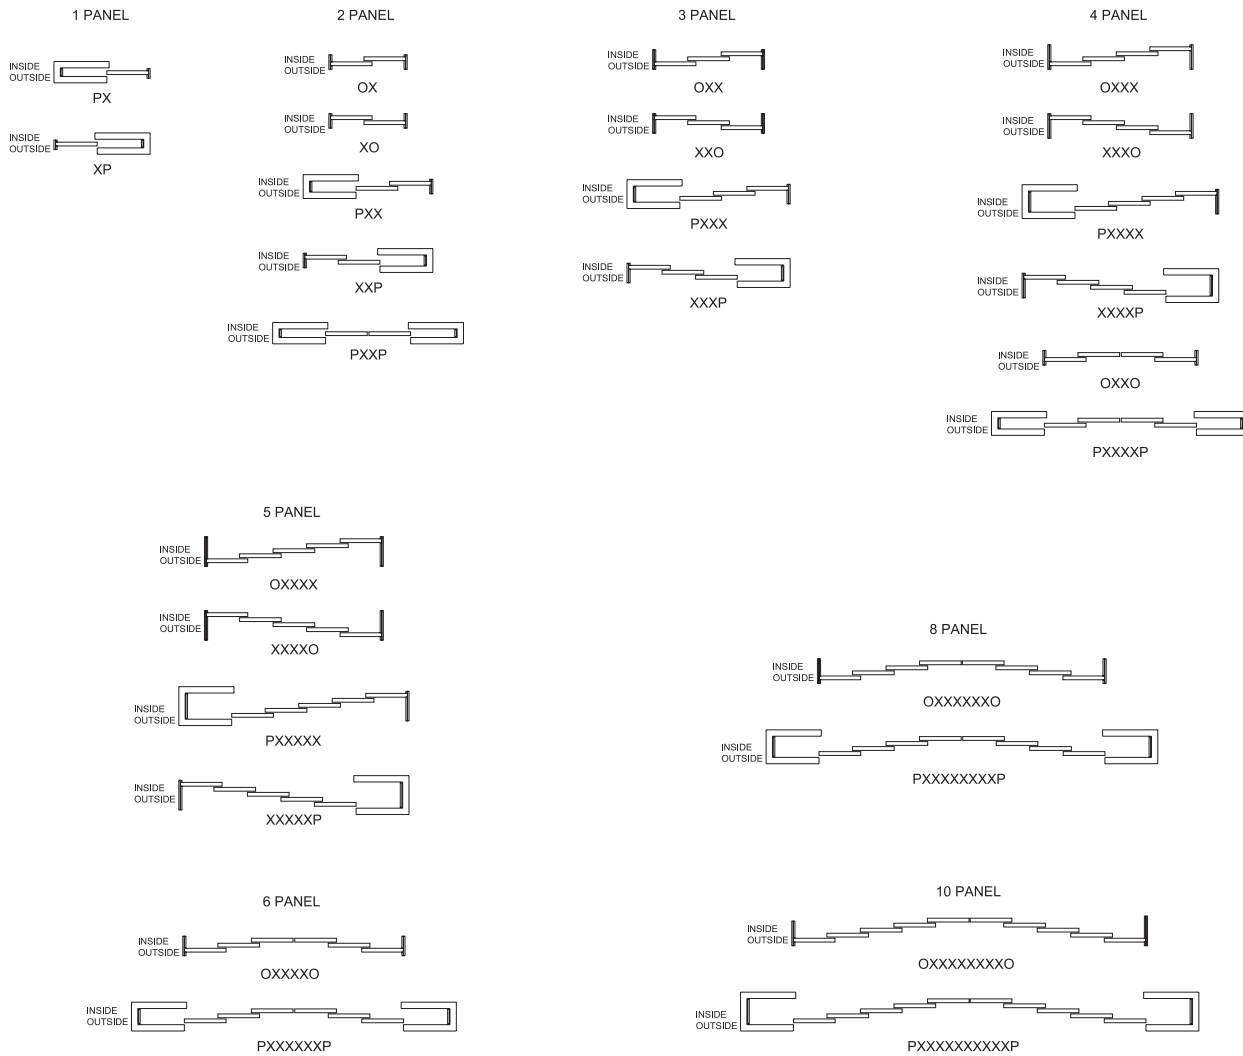 1 PANEL
INSIDE
OUTSIDE
PX
INSIDE
OUTSIDE
XP
2 PANEL
INSIDE
OUTSIDE
OX
INSIDE
OUTSIDE
XO
INSIDE
OUTSIDE
PXX
INSIDE
OUTSIDE
XXP
INSIDE
OUTSIDE
PXXP
3 PANEL
INSIDE
OUTSIDE
OXX
INSIDE
OUTSIDE
XXO
INSIDE
OUTSIDE
PXXX
INSIDE
OUTSIDE
XXXP
4 PANEL
INSIDE
OUTSIDE
OXXX
INSIDE
OUTSIDE
XXXO
INSIDE
OUTSIDE
PXXXX
INSIDE
OUTSIDE
XXXXP
INSIDE
OUTSIDE
OXXO
INSIDE
OUTSIDE
PXXXXP
5 PANEL
INSIDE
OUTSIDE
OXXXX
INSIDE
OUTSIDE
XXXXO
INSIDE
OUTSIDE
PXXXXX
INSIDE
OUTSIDE
XXXXXP
8 PANEL
INSIDE
OUTSIDE
OXXXXXXO
INSIDE
OUTSIDE
PXXXXXXXXP
6 PANEL
INSIDE
OUTSIDE
OXXXXO
INSIDE
OUTSIDE
PXXXXXXP
10 PANEL
INSIDE
OUTSIDE
OXXXXXXXXO
INSIDE
OUTSIDE
PXXXXXXXXXXP